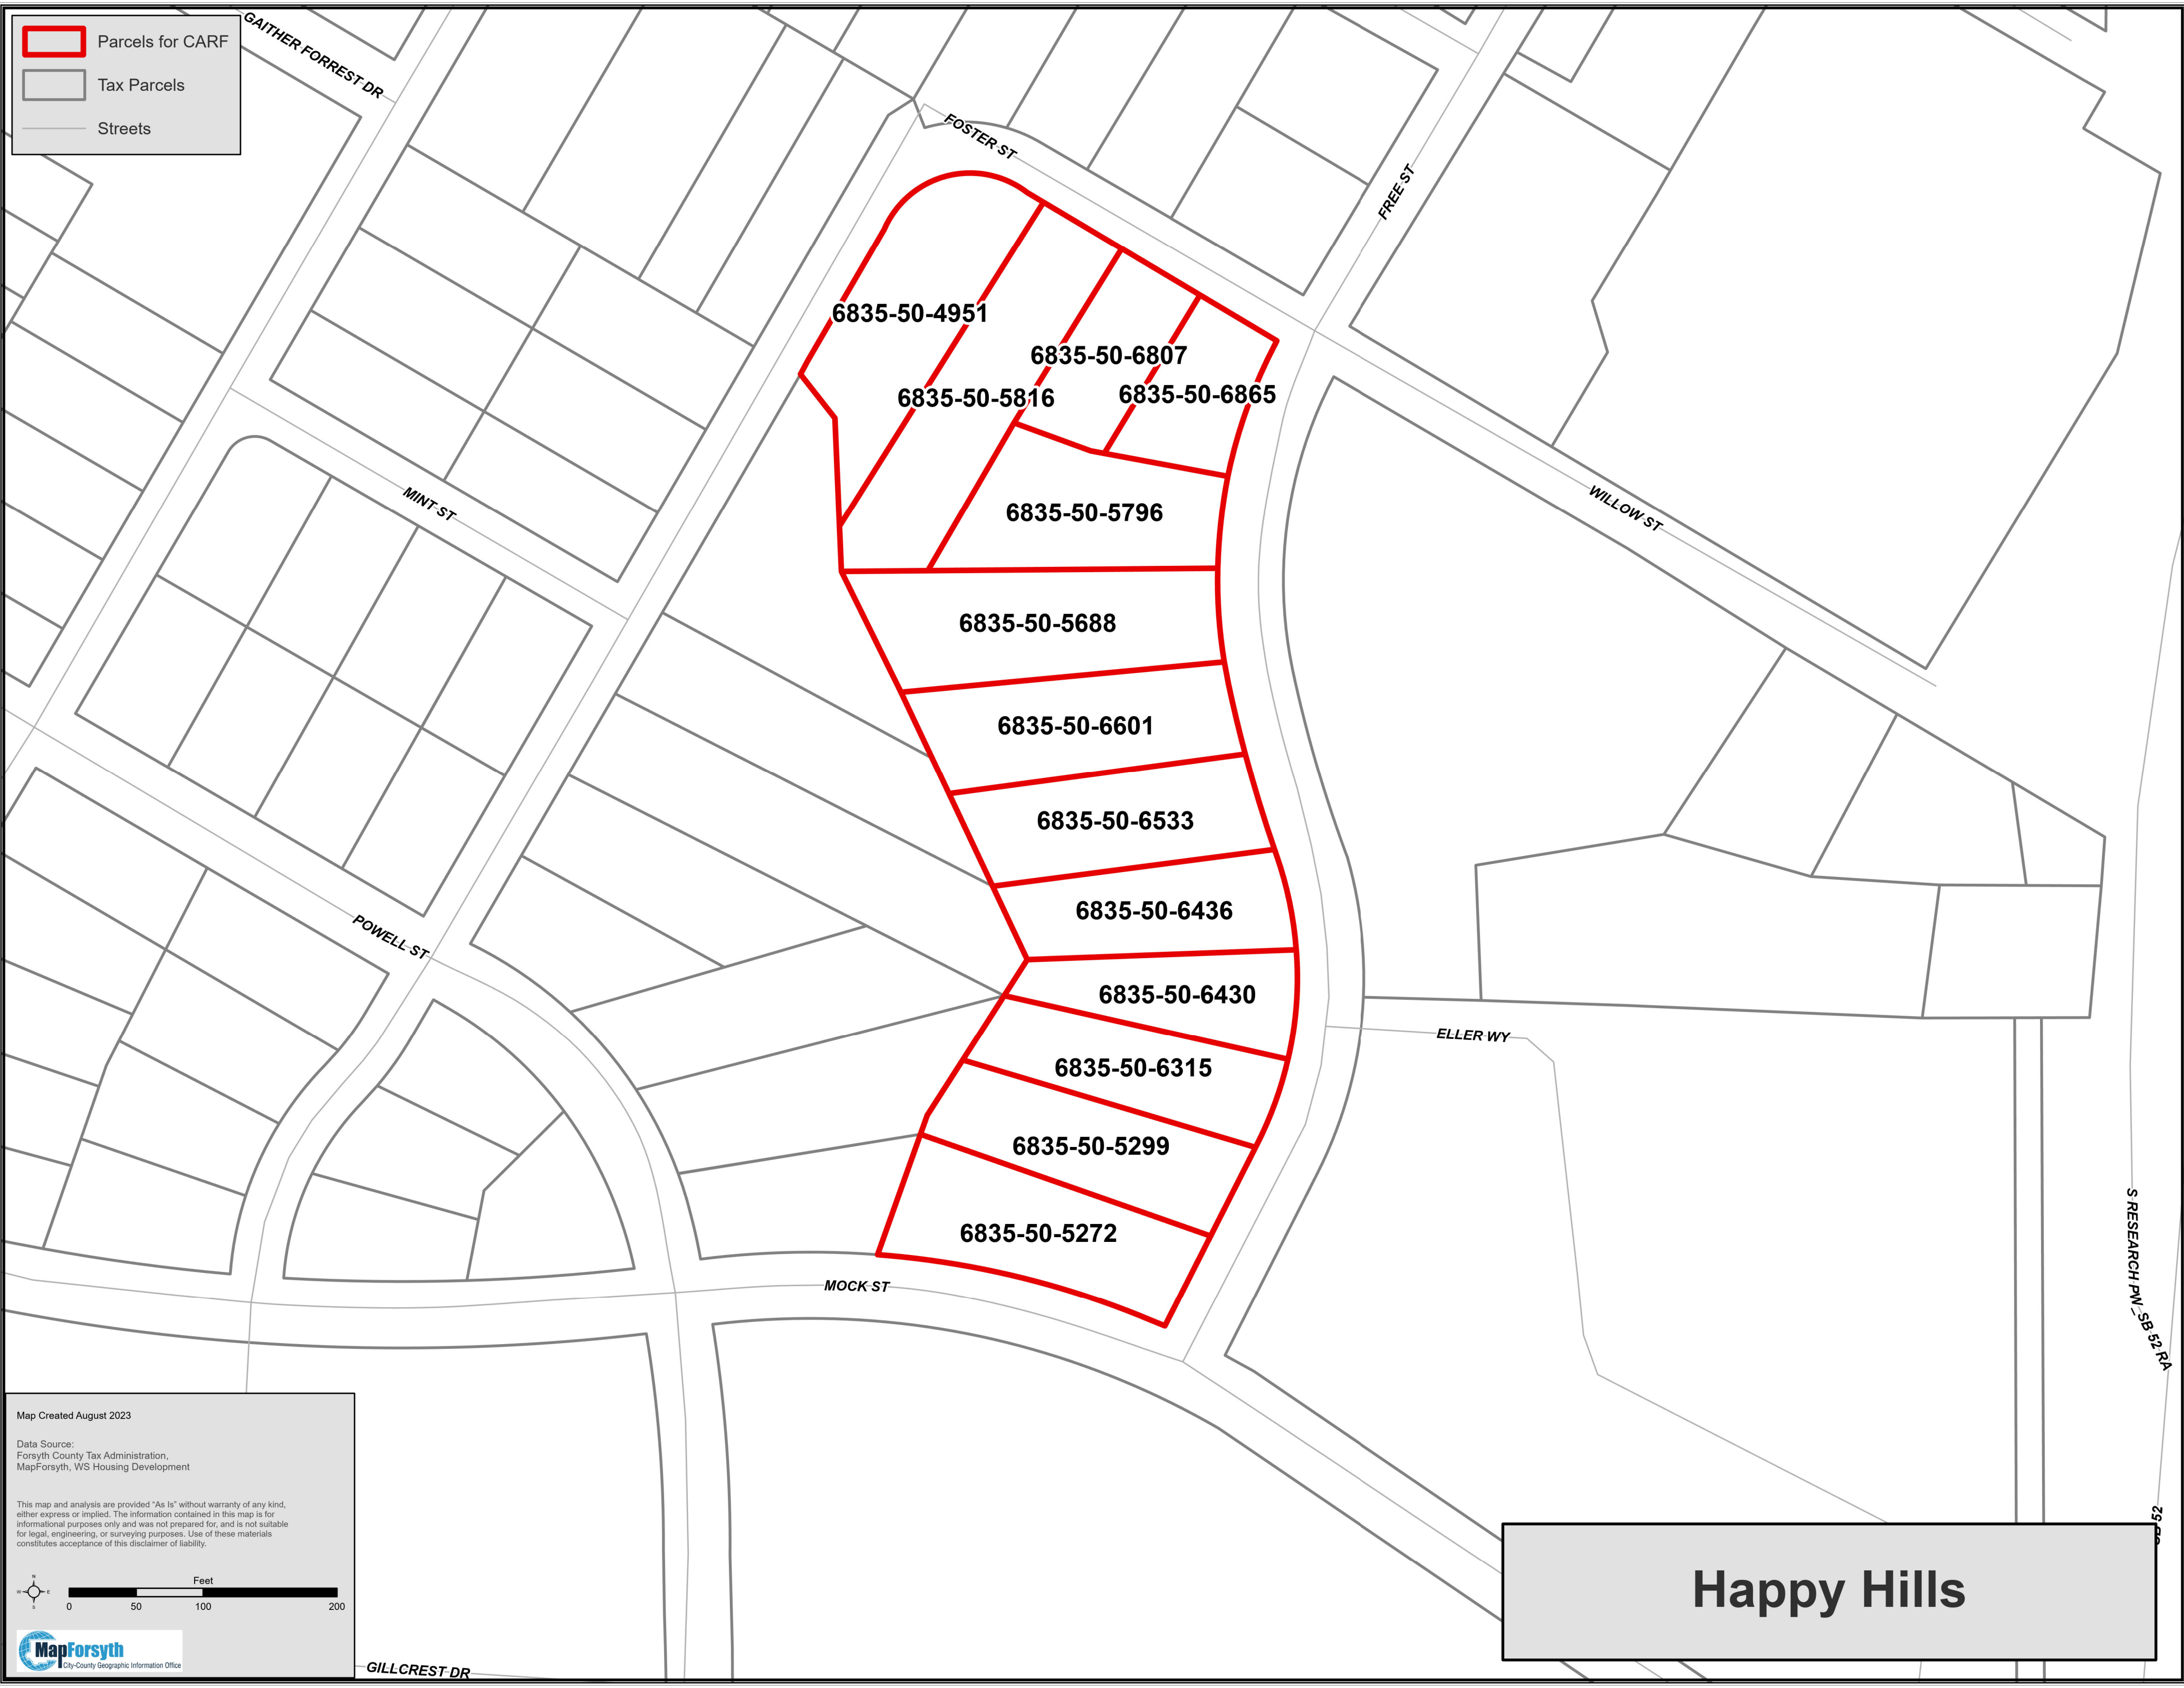 Parcels for CARF
Tax Parcels
Streets
GAITHER FORREST DR
FOSTER ST
FREE ST
6835-50-4951
6835-50-6807
6835-50-5816
6835-50-6865
MINT ST
WILLOW ST
6835-50-5796
6835-50-5688
6835-50-6601
6835-50-6533
6835-50-6436
POWELL ST
6835-50-6430
ELLER WY
6835-50-6315
6835-50-5299
6835-50-5272
S RESEARCH PW_SB 52 RA
MOCK ST
Map Created August 2023
Data Source:
Forsyth County Tax Administration,
MapForsyth, WS Housing Development
This map and analysis are provided “As Is” without warranty of any kind,
either express or implied. The information contained in this map is for
informational purposes only and was not prepared for, and is not suitable
for legal, engineering, or surveying purposes. Use of these materials
constitutes acceptance of this disclaimer of liability.
N
W E
S
Feet
0 50 100 200
MapForsyth
City-County Geographic Information Office
GILLCREST DR
52
Happy Hills